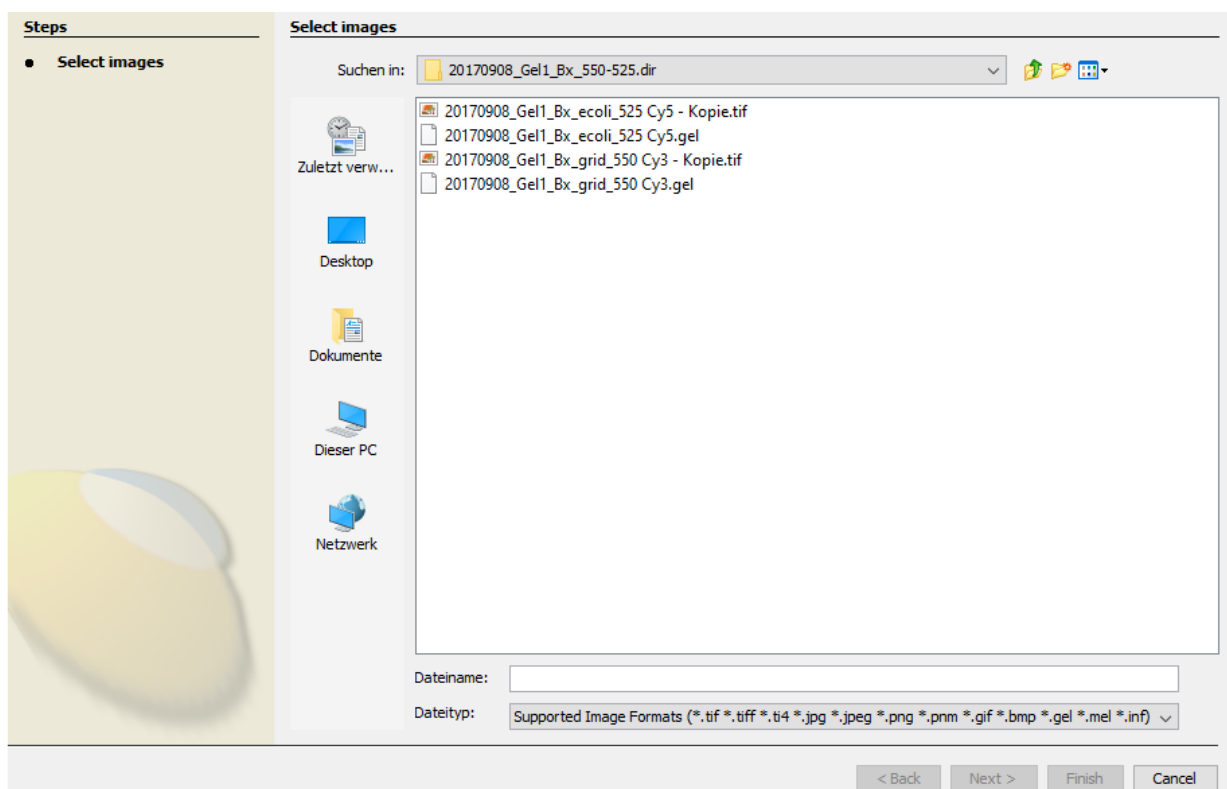 Steps
Select images
Select images
Suchen in:
20170908_Gel1_Bx_550-525.dir
Zuletzt verw...
Desktop
Dokumente
Dieser PC
Netzwerk
20170908_Gel1_Bx_ecoli_525 Cy5 - Kopie.tif
20170908_Gel1_Bx_ecoli_525 Cy5.gel
20170908_Gel1_Bx_grid_550 Cy3 - Kopie.tif
20170908_Gel1_Bx_grid_550 Cy3.gel
Dateiname:
Dateityp:
Supported Image Formats (*.tif *.tiff *.ti4 *.jpg *.jpeg *.png *.pnm *.gif *.bmp *.gel *.mel *.inf)
< Back Next > Finish Cancel